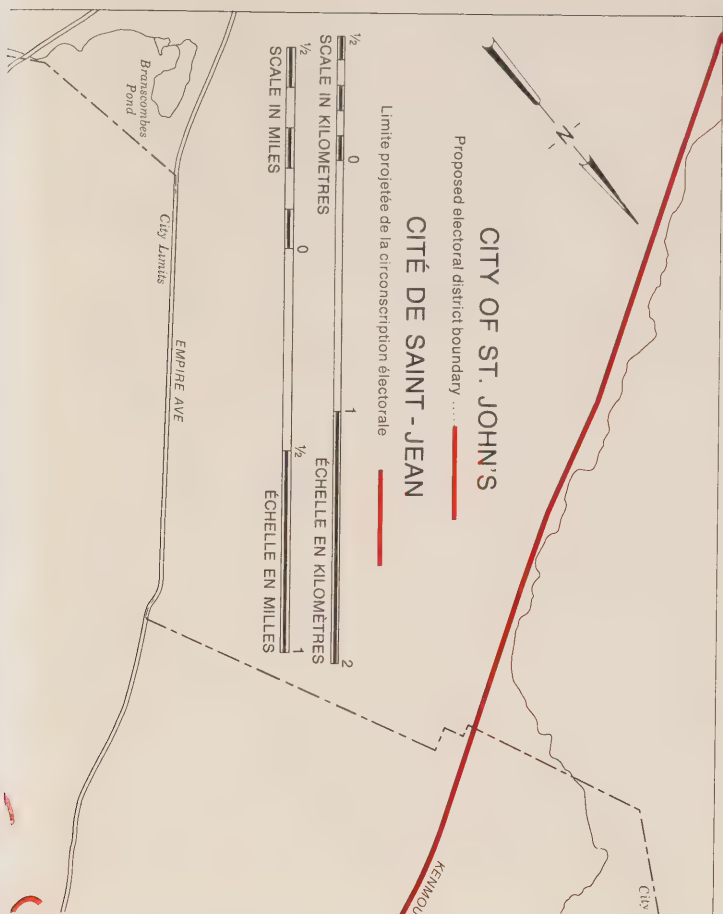 CITY OF ST. JOHN'S
Proposed electoral district boundary ....
CITÉ DE SAINT-JEAN
Limite projetée de la circonscription électorale
½ 0 1 2
SCALE IN KILOMETRES ÉCHELLE EN KILOMÈTRES
½ 0 ½ 1
SCALE IN MILES ÉCHELLE EN MILLES
N
Branscombes
Pond
City Limits
EMPIRE AVE
City